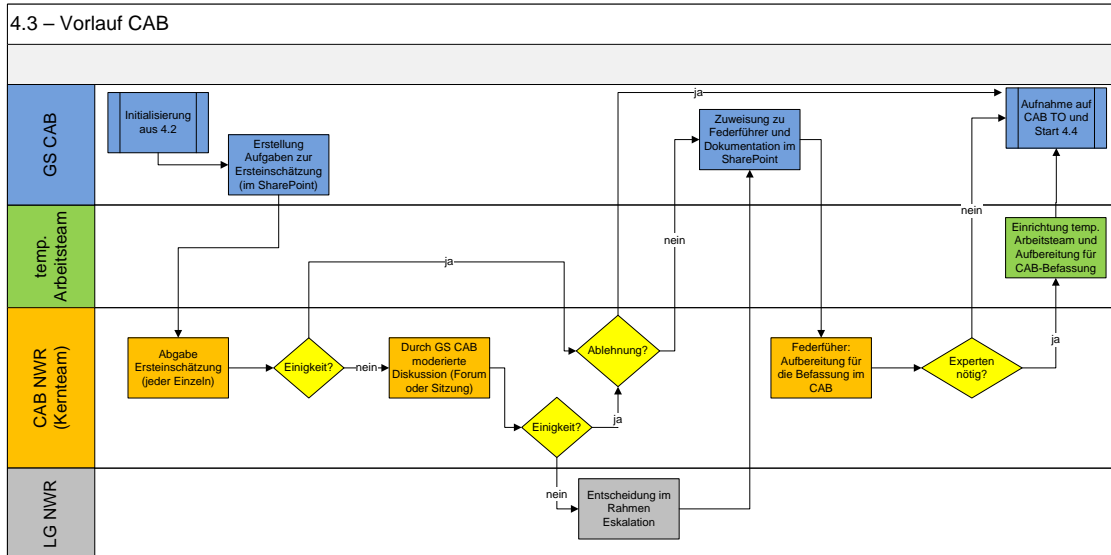 4.3 – Vorlauf CAB
GS CAB
Initialisierung
aus 4.2
Erstellung
Aufgaben zur
Ersteinschätzung
(im SharePoint)
ja
Zuweisung zu
Federführer und
Dokumentation im
SharePoint
Aufnahme auf
CAB TO und
Start 4.4
temp.
Arbeitsteam
ja
nein
nein
Einrichtung temp.
Arbeitsteam und
Aufbereitung für
CAB-Befassung
CAB NWR
(Kernteam)
Abgabe
Ersteinschätzung
(jeder Einzeln)
Einigkeit?
nein
Durch GS CAB
moderierte
Diskussion (Forum
oder Sitzung)
Einigkeit?
ja
Ablehnung?
Federfüher:
Aufbereitung für
die Befassung im
CAB
Experten
nötig?
ja
LG NWR
nein
Entscheidung im
Rahmen
Eskalation